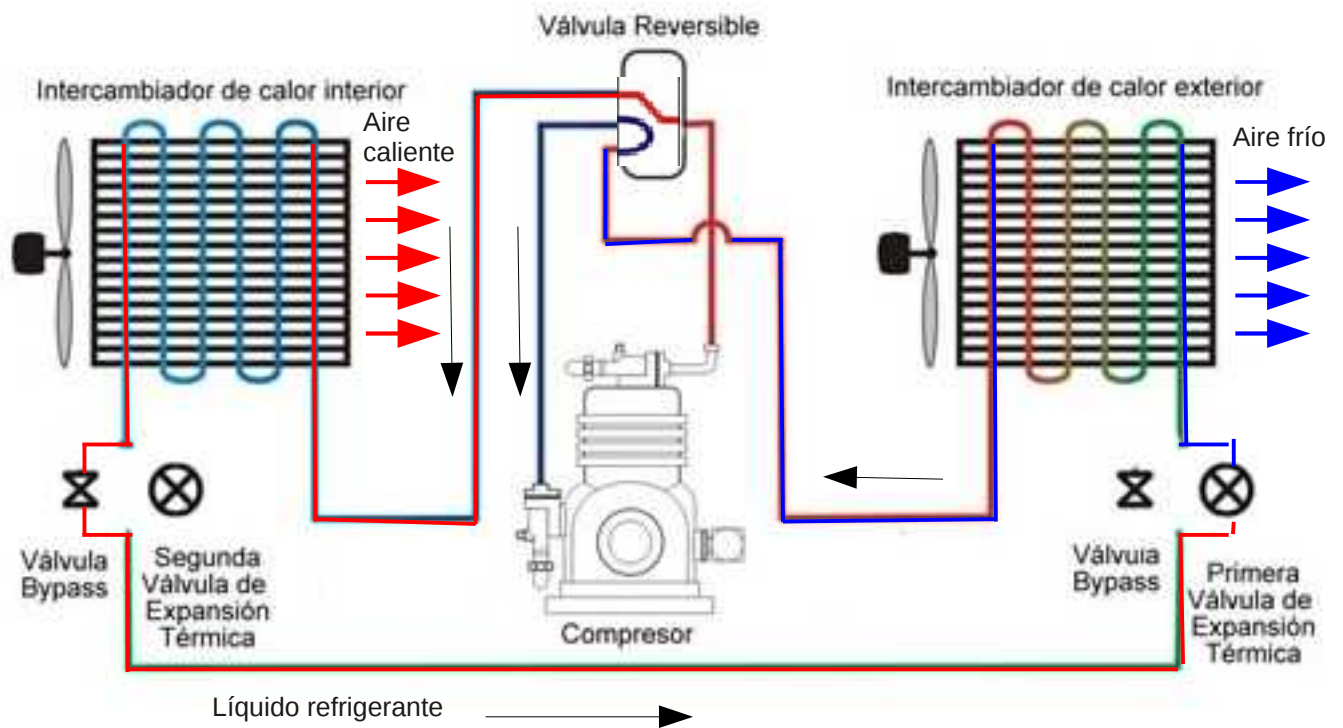 Válvula Reversible
Intercambiador de calor interior
Intercambiador de calor exterior
Aire
caliente
Aire frío
Válvula
Bypass
Segunda
Válvula de
Expansión
Térmica
Compresor
Válvuıa
Bypass
Primera
Válvula de
Expansión
Térmica
Líquido refrigerante